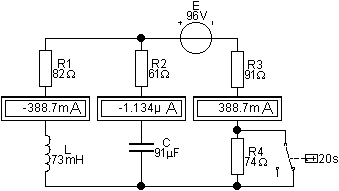 E
96V
R1
82Ω
R2
61Ω
R3
91Ω
-388.7mA
-1.134µ A
388.7mA
L
73mH
C
91µF
R4
74Ω
20s